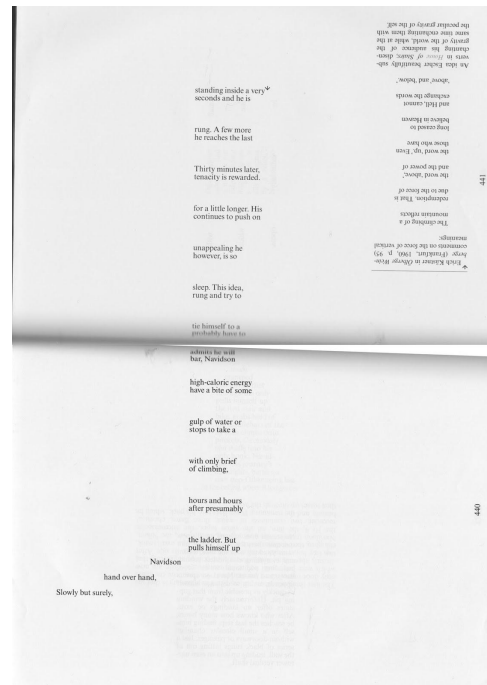 Slowly but surely,
hand over hand,
Navidson
pulls himself up
the ladder. But
after presumably
hours and hours
of climbing,
with only brief
stops to take a
gulp of water or
have a bite of some
high-caloric energy
bar, Navidson
admits he will
probably have to
tie himself to a
rung and try to
sleep. This idea,
however, is so
unappealing he
continues to push on
for a little longer. His
tenacity is rewarded.
Thirty minutes later,
he reaches the last
rung. A few more
seconds and he is
standing inside a very
440
Erich Kästner in Ölberge Wein-
berge (Frankfurt, 1960, p. 95)
comments on the force of vertical
meanings:
The climbing of a
mountain reflects
redemption. That is
due to the force of
the word 'above,'
and the power of
the word 'up.' Even
those who have
long ceased to
believe in Heaven
and Hell, cannot
exchange the words
'above' and 'below.'
An idea Escher beautifully sub-
verts in House of Stairs; disen-
chanting his audience of the
gravity of the world, while at the
same time enchanting them with
the peculiar gravity of the self.
441